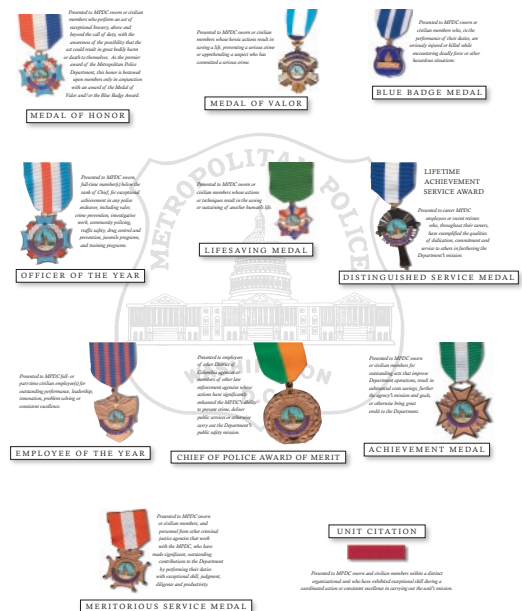 Presented to MPDC sworn or civilian
members who perform an act of
exceptional bravery, above and
beyond the call of duty, with the
awareness of the possibility that the
act could result in great bodily harm
or death to themselves. As the premier
award of the Metropolitan Police
Department, this honor is bestowed
upon members only in conjunction
with an award of the Medal of
Valor and/or the Blue Badge Award.
MEDAL OF HONOR
Presented to MPDC sworn or civilian
members whose heroic actions result in
saving a life, preventing a serious crime
or apprehending a suspect who has
committed a serious crime.
MEDAL OF VALOR
Presented to MPDC sworn or
civilian members who, in the
performance of their duties, are
seriously injured or killed while
encountering deadly force or other
hazardous situations.
BLUE BADGE MEDAL
Presented to MPDC sworn,
full-time member(s) below the
rank of Chief, for exceptional
achievement in any police
endeavor, including valor,
crime prevention, investigative
work, community policing,
traffic safety, drug control and
prevention, juvenile programs,
and training programs.
OFFICER OF THE YEAR
Presented to MPDC sworn or
civilian members whose actions
or techniques result in the saving
or sustaining of another human's life.
LIFESAVING MEDAL
LIFETIME
ACHIEVEMENT
SERVICE AWARD
Presented to career MPDC
employees or recent retirees
who, throughout their careers,
have exemplified the qualities
of dedication, commitment and
service to others in furthering the
Department's mission.
DISTINGUISHED SERVICE MEDAL
METROPOLITAN POLICE
WASHINGTON
D.C.
Presented to MPDC full- or
part-time civilian employee(s) for
outstanding performance, leadership,
innovation, problem solving or
consistent excellence.
EMPLOYEE OF THE YEAR
Presented to employees
of other District of
Columbia agencies or
members of other law
enforcement agencies whose
actions have significantly
enhanced the MPDC's ability
to prevent crime, deliver
public services or otherwise
carry out the Department's
public safety mission.
CHIEF OF POLICE AWARD OF MERIT
Presented to MPDC sworn
or civilian members for
outstanding acts that improve
Department operations, result in
substantial cost savings, further
the agency's mission and goals,
or otherwise bring great
credit to the Department.
ACHIEVEMENT MEDAL
Presented to MPDC sworn
or civilian members, and
personnel from other criminal
justice agencies that work
with the MPDC, who have
made significant, outstanding
contributions to the Department
by performing their duties
with exceptional skill, judgment,
diligence and productivity.
MERITORIOUS SERVICE MEDAL
UNIT CITATION
Presented to MPDC sworn and civilian members within a distinct
organizational unit who have exhibited exceptional skill during a
coordinated action or consistent excellence in carrying out the unit's mission.